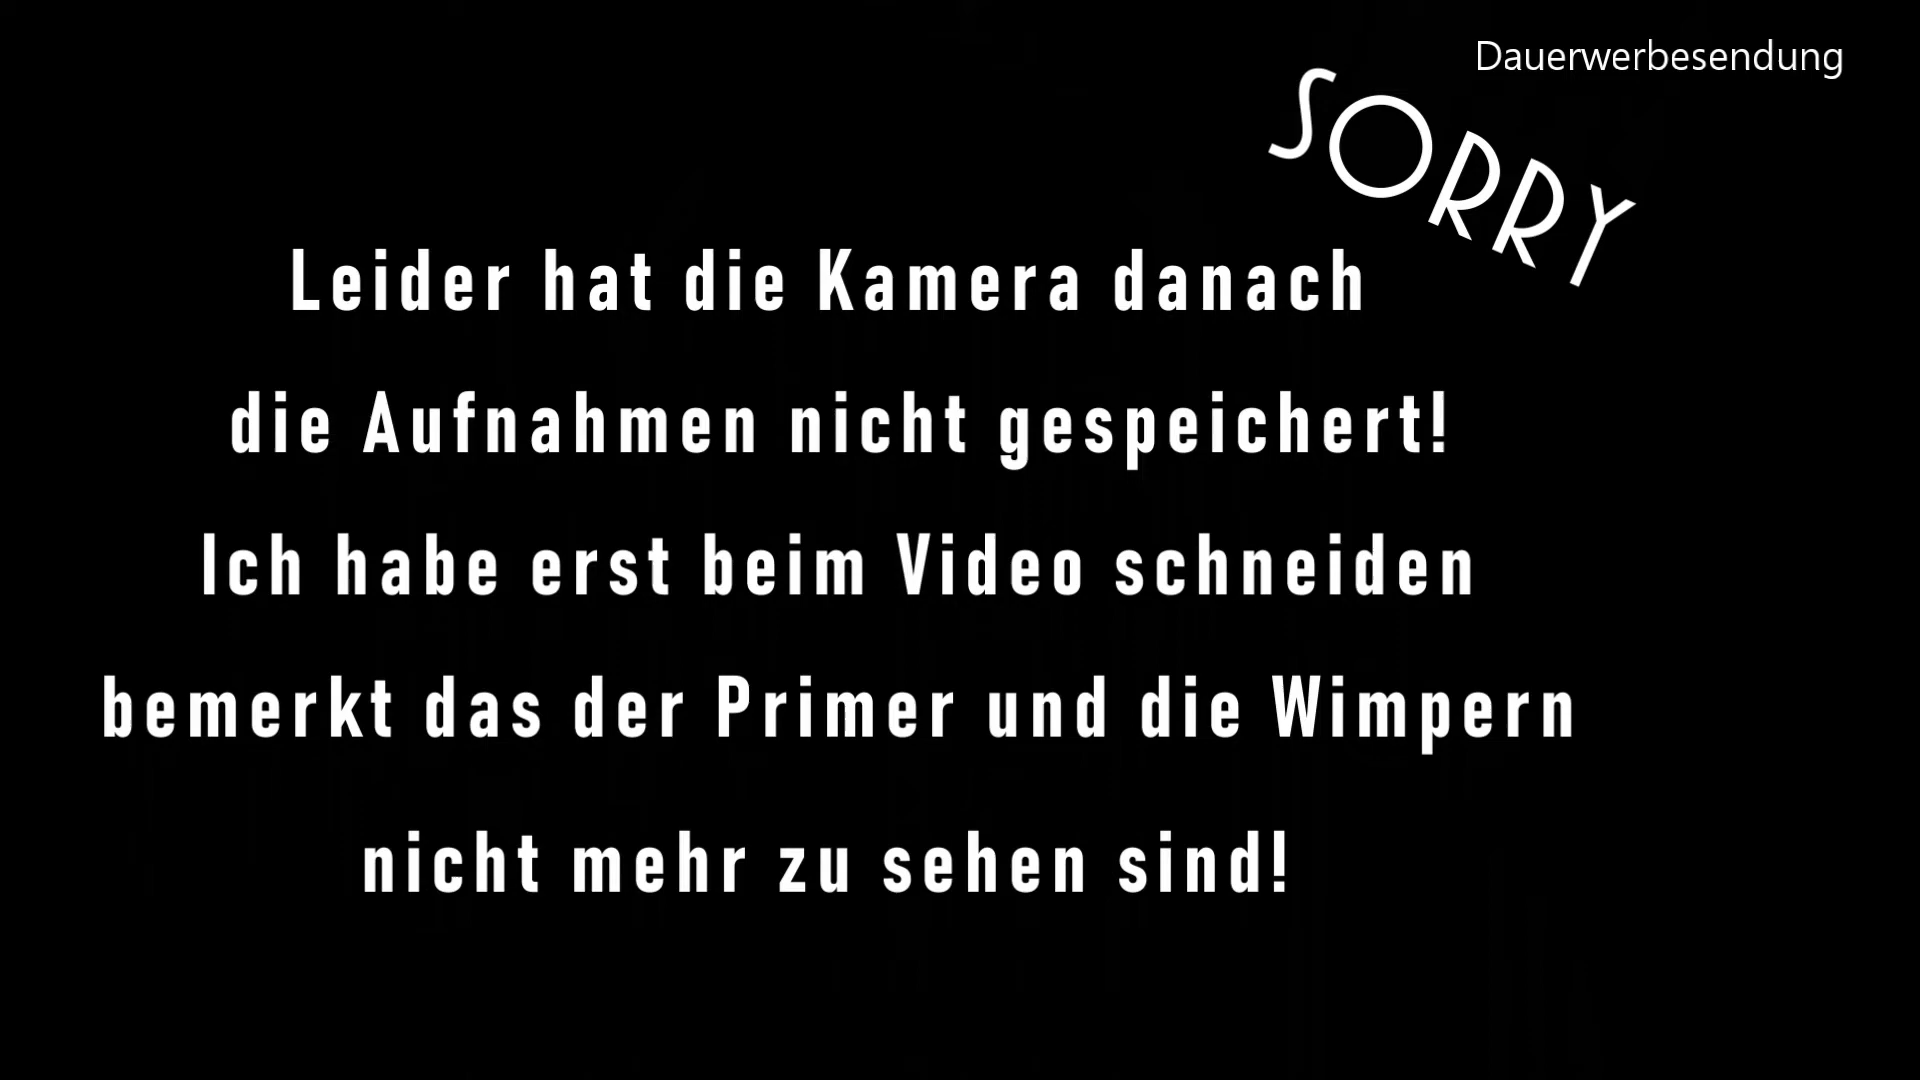 Dauerwerbesendung
SORRY
Leider hat die Kamera danach
die Aufnahmen nicht gespeichert!
Ich habe erst beim Video schneiden
bemerkt das der Primer und die Wimpern
nicht mehr zu sehen sind!